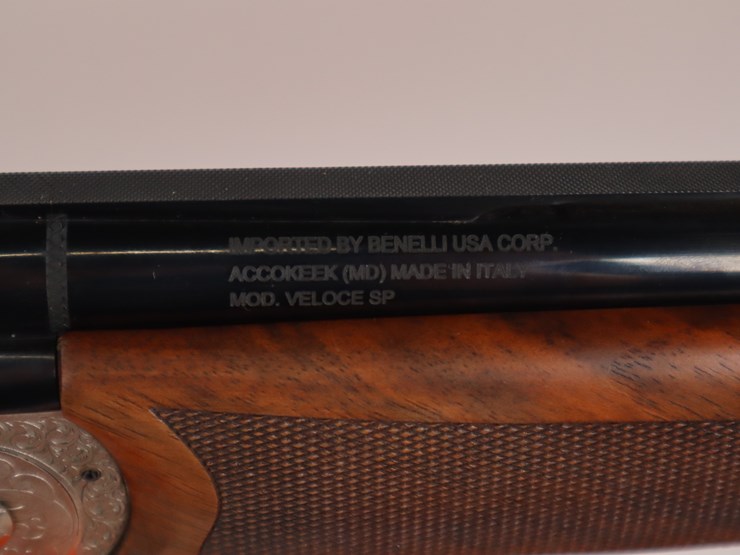 IMPORTED BY BENELLI USA CORP.
ACCOKEEK (MD) MADE IN ITALY
MOD. VELOCE SP